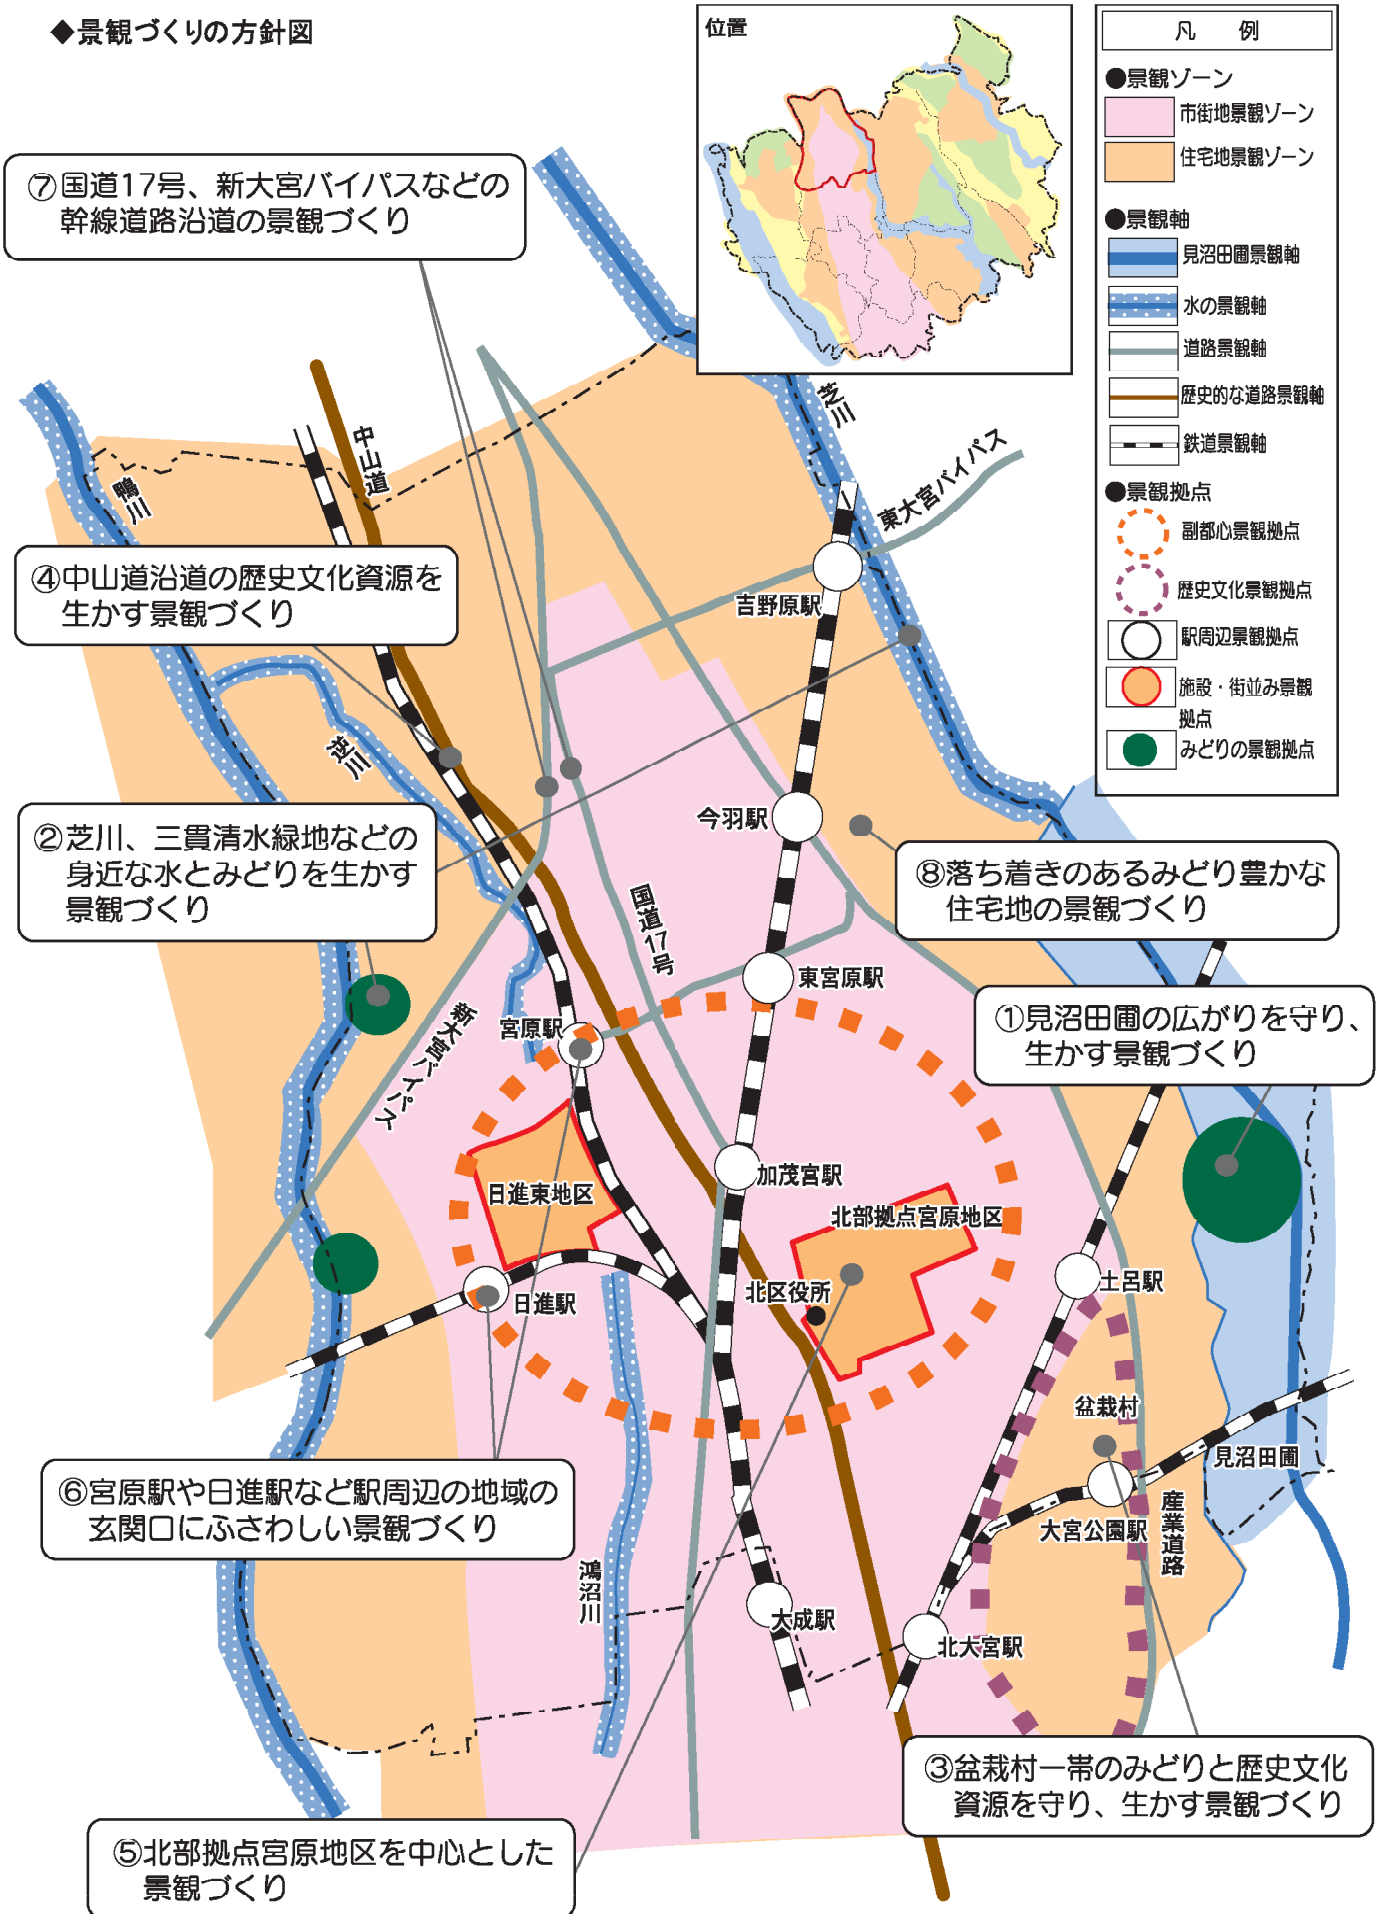 ◆景観づくりの方針図
位置
凡　例
●景観ゾーン
市街地景観ゾーン
住宅地景観ゾーン
●景観軸
見沼田圃景観軸
水の景観軸
道路景観軸
歴史的な道路景観軸
鉄道景観軸
●景観拠点
副都心景観拠点
歴史文化景観拠点
駅周辺景観拠点
施設・街並み景観
拠点
みどりの景観拠点
⑦国道17号、新大宮バイパスなどの
幹線道路沿道の景観づくり
芝川
中山道
東大宮バイパス
鴨川
④中山道沿道の歴史文化資源を
生かす景観づくり
吉野原駅
逆川
今羽駅
②芝川、三貫清水緑地などの
身近な水とみどりを生かす
景観づくり
⑧落ち着きのあるみどり豊かな
住宅地の景観づくり
国道17号
東宮原駅
新大宮バイパス
宮原駅
①見沼田圃の広がりを守り、
生かす景観づくり
加茂宮駅
日進東地区
北部拠点宮原地区
土呂駅
北区役所
日進駅
盆栽村
見沼田圃
⑥宮原駅や日進駅など駅周辺の地域の
玄関口にふさわしい景観づくり
大宮公園駅
産業道路
鴻沼川
大成駅
北大宮駅
③盆栽村一帯のみどりと歴史文化
資源を守り、生かす景観づくり
⑤北部拠点宮原地区を中心とした
景観づくり